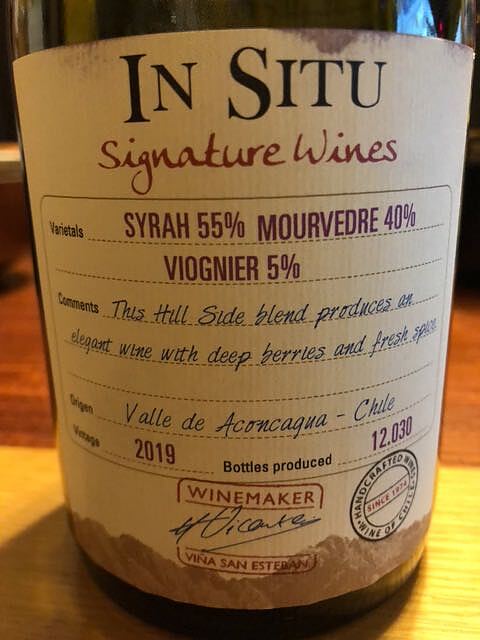 IN SITU
Signature Wines
Varietals SYRAH 55% MOURVEDRE 40%
VIOGNIER 5%
Comments This Hill Side blend produces an
elegant wine with deep berries and fresh spice
Origen Valle de Aconcagua - Chile
Vintage 2019 Bottles produced 12.030
WINEMAKER
VIÑA SAN ESTEBAN
HANDCRAFTED WINE
SINCE 1974
WINE OF CHILE